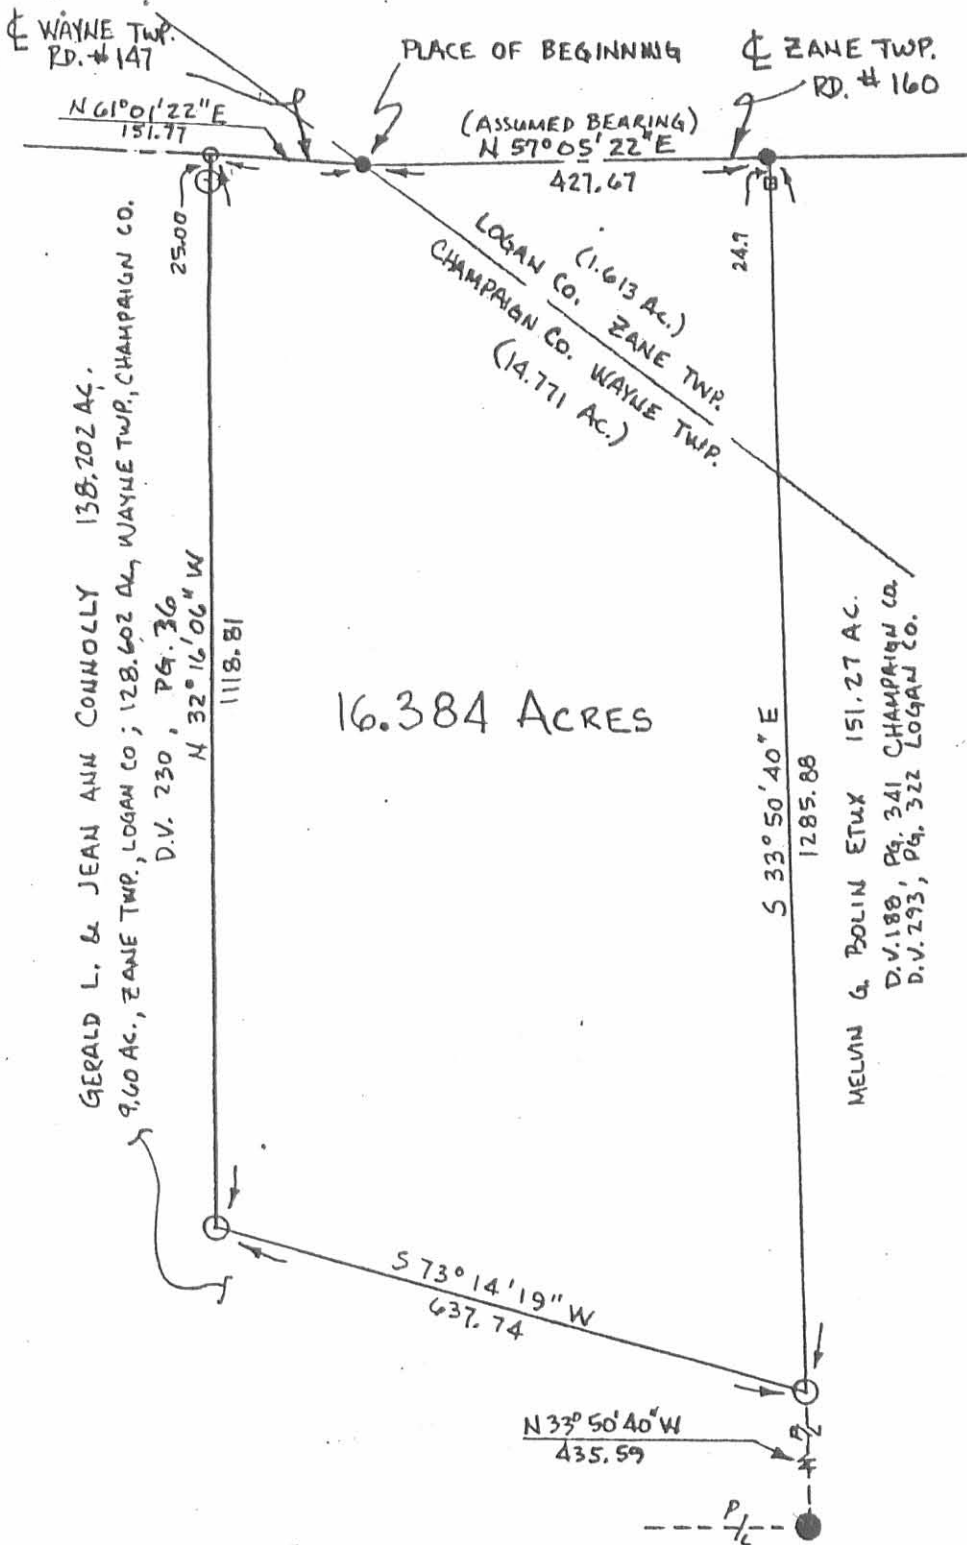 ℄ WAYNE TWP.
RD. # 147
PLACE OF BEGINNING
℄ ZANE TWP.
RD. # 160
N 61°01'22" E
151.77
(ASSUMED BEARING)
N 57°05'22" E
427.67
25.00
24.7
LOGAN CO. ZANE TWP.
(1.613 AC.)
CHAMPAIGN CO. WAYNE TWP.
(14.771 AC.)
GERALD L. & JEAN ANN CONNOLLY 138.202 AC.
9.60 AC., ZANE TWP., LOGAN CO; 128.602 AC, WAYNE TWP., CHAMPAIGN CO.
D.V. 230, PG. 36
N 32°16'06" W
1118.81
16.384 ACRES
S 33°50'40" E
1285.88
MELVIN G. BOLIN ETUX 151.27 AC.
D.V. 188, PG. 341 CHAMPAIGN CO.
D.V. 293, PG. 322 LOGAN CO.
S 73°14'19" W
637.74
N 33°50'40" W
435.59
P/L
P/L